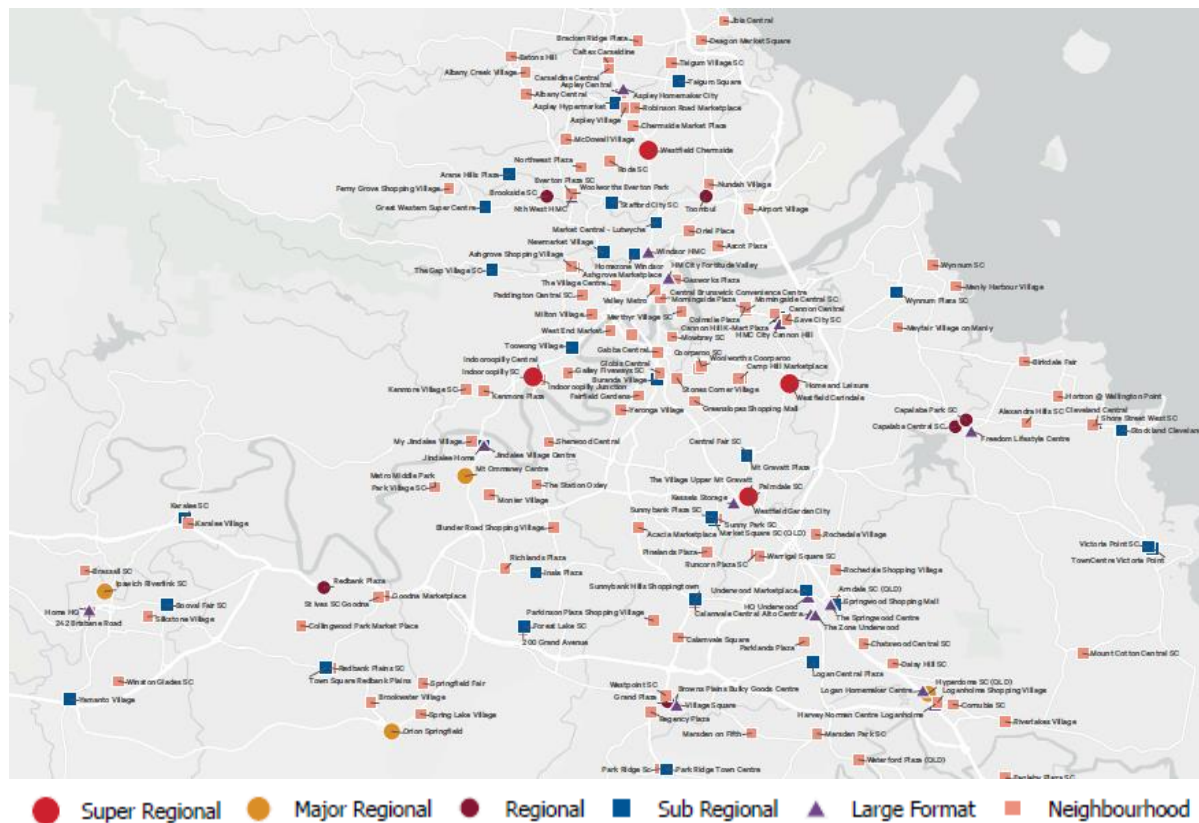 Ibis Central
Bracken Ridge Plaza
Deagon Market Square
Caltex Carseldine
Eatons Hill
Taigum Village SC
Albany Creek Village
Carseldine Central
Taigum Square
Aspley Central
Albany Central
Aspley Homemaker City
Aspley Hypermarket
Robinson Road Marketplace
Aspley Village
Chermside Market Plaza
McDowall Village
Westfield Chermside
Northwest Plaza
Rode SC
Arana Hills Plaza
Everton Plaza SC
Nundah Village
Ferny Grove Shopping Village
Brookside SC
Woolworths Everton Park
Great Western Super Centre
Nth West HMC
Stafford City SC
Toombul
Airport Village
Market Central - Lutwyche
Oriel Place
Newmarket Village
Ascot Plaza
Ashgrove Shopping Village
Windsor HMC
Homezone Windsor
HM City Fortitude Valley
The Gap Village SC
Ashgrove Marketplace
Gasworks Plaza
Wynnum SC
The Village Centre
Central Brunswick Convenience Centre
Manly Harbour Village
Paddington Central SC
Valley Metro
Morningside Plaza
Morningside Central SC
Wynnum Plaza SC
Milton Village
Merthyr Village SC
Colmslie Plaza
Cannon Central
Save City SC
West End Market
Cannon Hill K-Mart Plaza
Mayfair Village on Manly
Mowbray SC
HMC City Cannon Hill
Toowong Village
Gabba Central
Coorparoo SC
Indooroopilly Central
Globis Central
Woolworths Coorparoo
Birkdale Fair
Indooroopilly SC
Galley Fiveways SC
Camp Hill Marketplace
Indooroopilly Junction
Buranda Village
Stones Corner Village
Home and Leisure
Kenmore Village SC
Kenmore Plaza
Fairfield Gardens
Westfield Carindale
Horizon @ Wellington Point
Yeronga Village
Greenslopes Shopping Mall
Capalaba Park SC
Alexandra Hills SC
Cleveland Central
Shore Street West SC
Capalaba Central SC
Freedom Lifestyle Centre
Stockland Cleveland
My Jindalee Village
Sherwood Central
Central Fair SC
Jindalee Home
Jindalee Village Centre
Mt Gravatt Plaza
Metro Middle Park
Mt Ommaney Centre
The Village Upper Mt Gravatt
Park Village SC
The Station Oxley
Palmdale SC
Monier Village
Kessels Storage
Westfield Garden City
Karalee SC
Sunnybank Plaza SC
Karalee Village
Blunder Road Shopping Village
Sunny Park SC
Acacia Marketplace
Market Square SC (QLD)
Rochedale Village
Victoria Point SC
Pinelands Plaza
Warrigal Square SC
TownCentre Victoria Point
Runcorn Plaza SC
Richlands Plaza
Brassall SC
Inala Plaza
Rochedale Shopping Village
Ipswich Riverlink SC
Redbank Plaza
Sunnybank Hills Shoppingtown
Underwood Marketplace
Arndale SC (QLD)
St Ives SC Goodna
Goodna Marketplace
HQ Underwood
Springwood Shopping Mall
Home HQ
Booval Fair SC
Parkinson Plaza Shopping Village
Calamvale Central Alto Centre
The Springwood Centre
242 Brisbane Road
Silkstone Village
Collingwood Park Market Place
Forest Lake SC
The Zone Underwood
200 Grand Avenue
Calamvale Square
Parklands Plaza
Chatswood Central SC
Mount Cotton Central SC
Redbank Plains SC
Daisy Hill SC
Town Square Redbank Plains
Logan Central Plaza
Winston Glades SC
Springfield Fair
Westpoint SC
Browns Plains Bulky Goods Centre
Hyperdome SC (QLD)
Yamanto Village
Brookwater Village
Grand Plaza
Village Square
Logan Homemaker Centre
Loganholme Shopping Village
Spring Lake Village
Regency Plaza
Harvey Norman Centre Loganholme
Cornubia SC
Orion Springfield
Marsden on Fifth
Marsden Park SC
Riverlakes Village
Waterford Plaza (QLD)
Park Ridge Sc
Park Ridge Town Centre
Super Regional
Major Regional
Regional
Sub Regional
Large Format
Neighbourhood